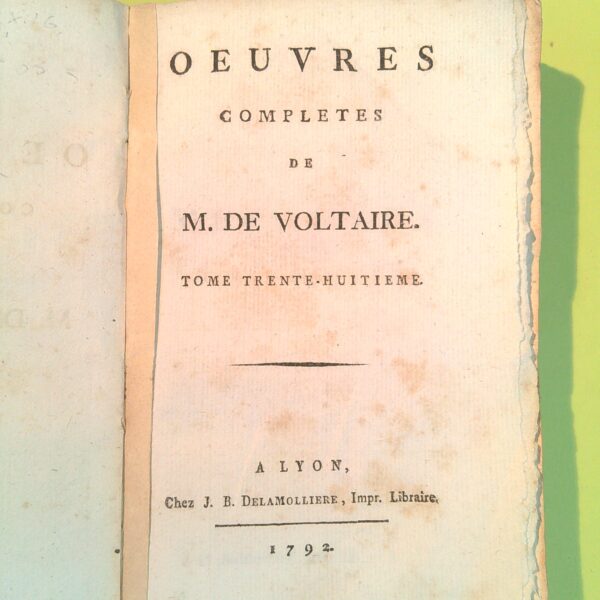 OEUVRES
COMPLETES
DE
M. DE VOLTAIRE.
TOME TRENTE-HUITIEME.
A LYON,
Chez J. B. DELAMOLLIERE, Impr. Libraire,
1792.